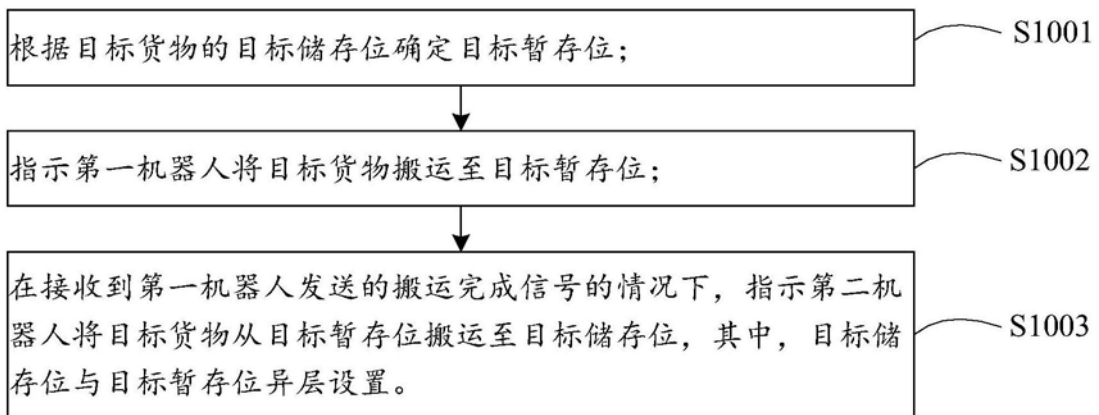 根据目标货物的目标储存位确定目标暂存位；
S1001
指示第一机器人将目标货物搬运至目标暂存位；
S1002
在接收到第一机器人发送的搬运完成信号的情况下，指示第二机
器人将目标货物从目标暂存位搬运至目标储存位，其中，目标储
存位与目标暂存位异层设置。
S1003